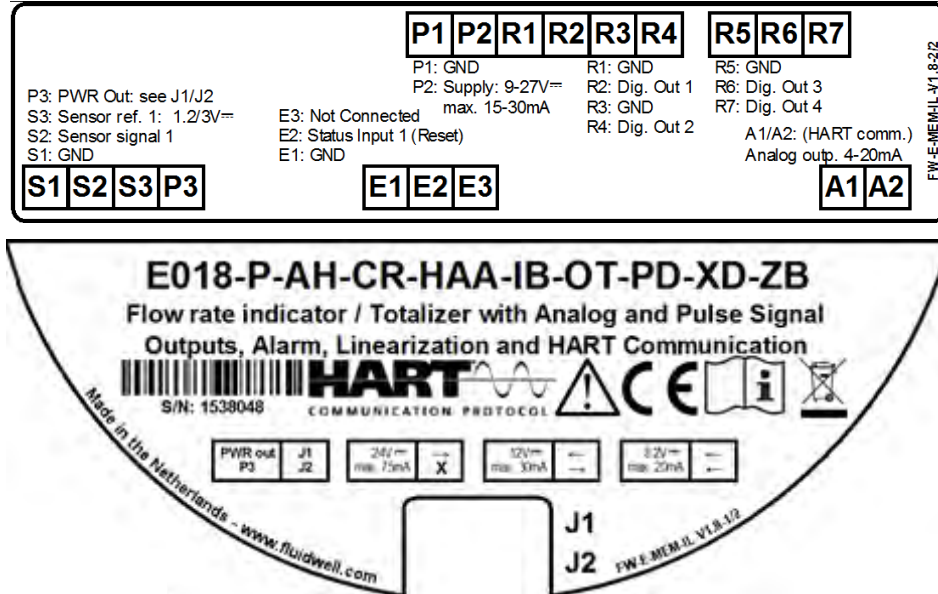 P1 P2 R1 R2 R3 R4 R5 R6 R7
P1: GND
P2: Supply: 9-27V⎓
max. 15-30mA
R1: GND
R2: Dig. Out 1
R3: GND
R4: Dig. Out 2
R5: GND
R6: Dig. Out 3
R7: Dig. Out 4
P3: PWR Out: see J1/J2
S3: Sensor ref. 1: 1.2/3V⎓
S2: Sensor signal 1
S1: GND
E3: Not Connected
E2: Status Input 1 (Reset)
E1: GND
A1/A2: (HART comm.)
Analog outp. 4-20mA
S1 S2 S3 P3
E1 E2 E3
A1 A2
FW-E-MEM-IL-V1.8-2/2
E018-P-AH-CR-HAA-IB-OT-PD-XD-ZB
Flow rate indicator / Totalizer with Analog and Pulse Signal
Outputs, Alarm, Linearization and HART Communication
S/N: 1538048
HART
COMMUNICATION PROTOCOL
CE
i
PWR out J1
P3 J2
24V⎓ →
max. 75mA X
12V⎓ ←
max. 30mA →
8.2V⎓ ←
max. 20mA ←
J1
J2
Made in the Netherlands - www.fluidwell.com
FW-E-MEM-IL V1.8-1/2